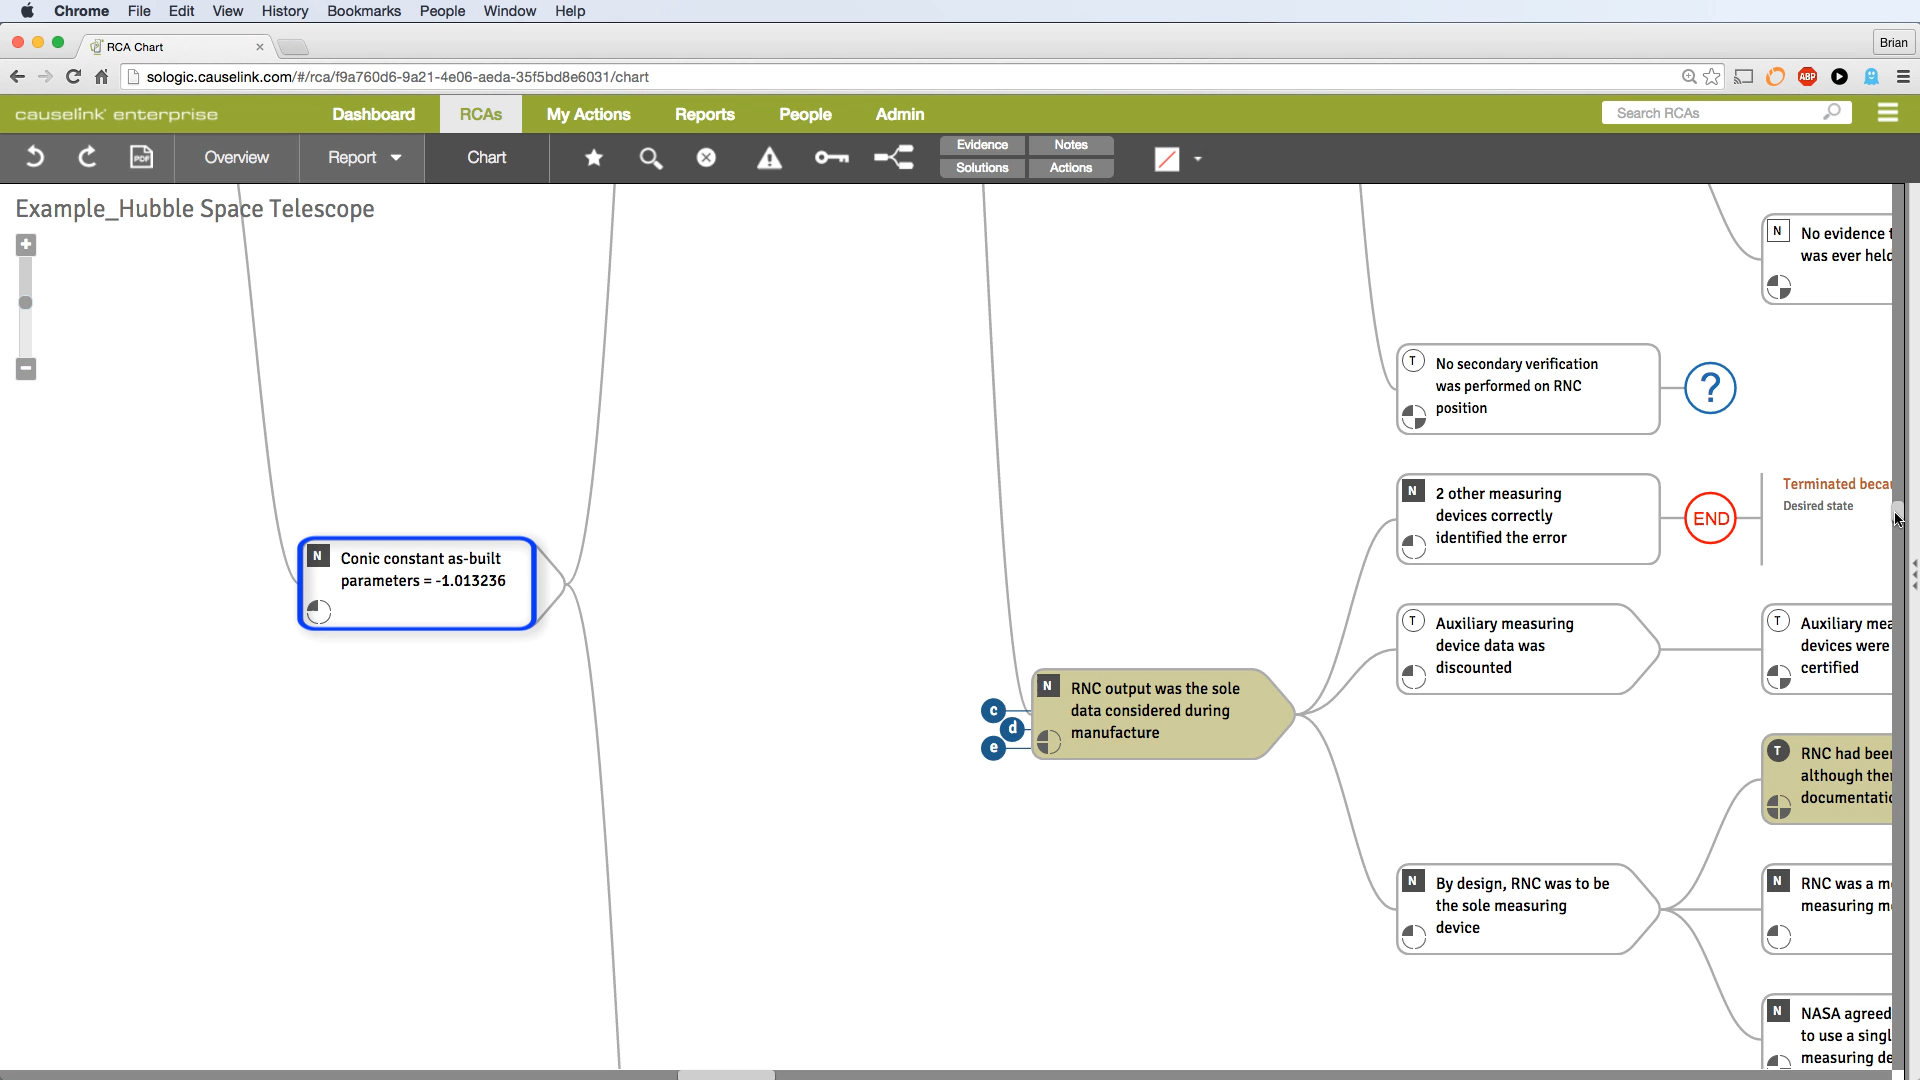 Chrome File Edit View History Bookmarks People Window Help
RCA Chart
Brian
sologic.causelink.com/#/rca/f9a760d6-9a21-4e06-aeda-35f5bd8e6031/chart
ABP
causelink enterprise
Dashboard RCAs My Actions Reports People Admin
Search RCAs
PDF
Overview Report Chart
Evidence Notes
Solutions Actions
Example_Hubble Space Telescope
N
No evidence
was ever held
T
No secondary verification
was performed on RNC
position
?
N
2 other measuring
devices correctly
identified the error
END
Terminated beca
Desired state
N
Conic constant as-built
parameters = -1.013236
T
Auxiliary measuring
device data was
discounted
T
Auxiliary mea
devices were
certified
c
d
e
N
RNC output was the sole
data considered during
manufacture
T
RNC had been
although
documentatio
N
By design, RNC was to be
the sole measuring
device
N
RNC was a m
measuring m
N
NASA agreed
to use a singl
measuring de